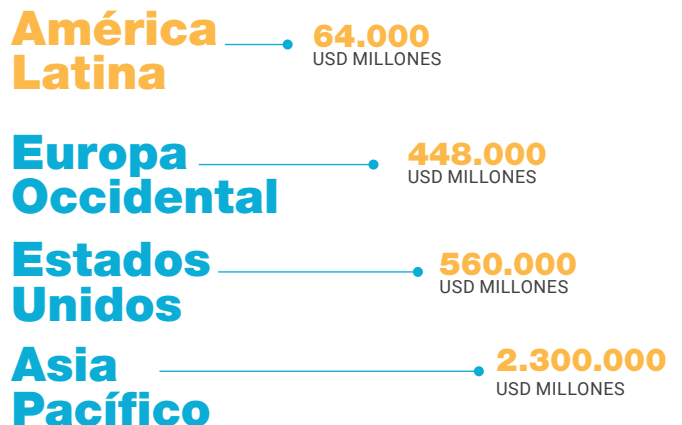 América
Latina
64.000
USD MILLONES
Europa
Occidental
448.000
USD MILLONES
Estados
Unidos
560.000
USD MILLONES
Asia
Pacífico
2.300.000
USD MILLONES